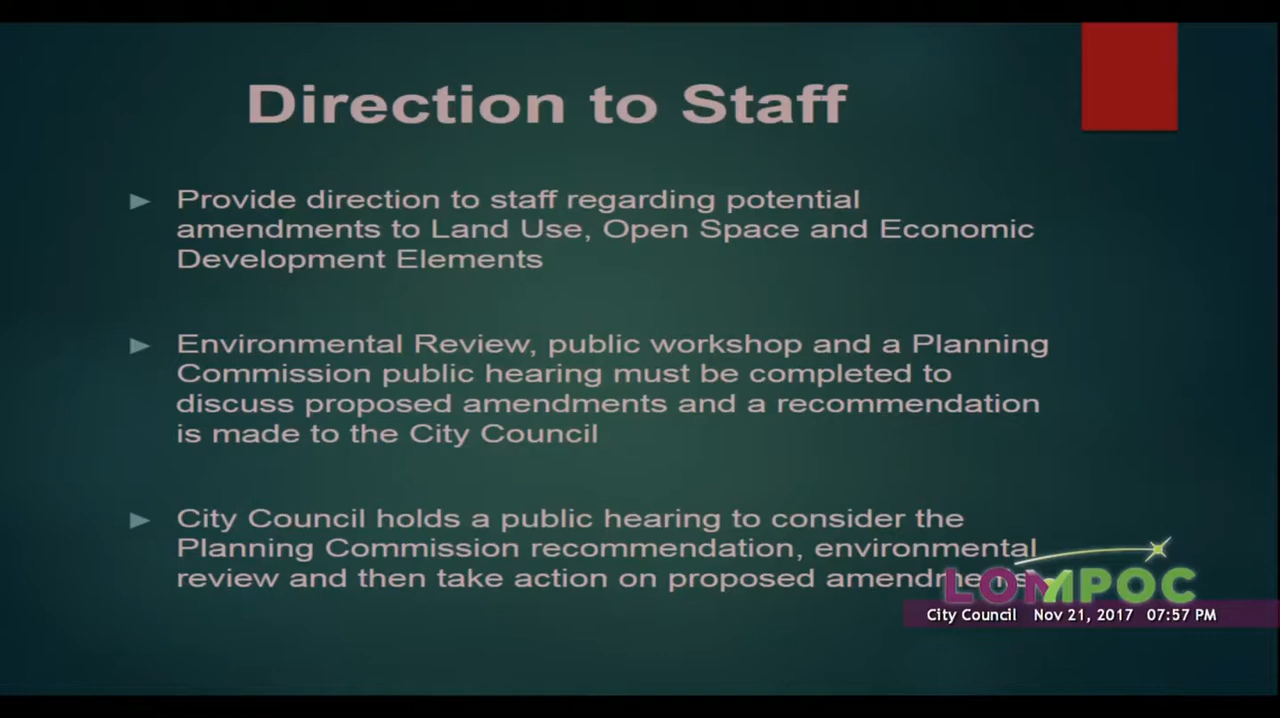 Direction to Staff
Provide direction to staff regarding potential
amendments to Land Use, Open Space and Economic
Development Elements
Environmental Review, public workshop and a Planning
Commission public hearing must be completed to
discuss proposed amendments and a recommendation
is made to the City Council
City Council holds a public hearing to consider the
Planning Commission recommendation, environmental
review and then take action on proposed amendments
LOMPOC
City Council Nov 21, 2017 07:57 PM